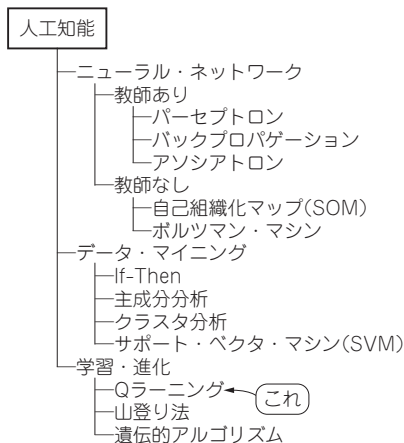 人工知能
ニューラル・ネットワーク
教師あり
パーセプトロン
バックプロパゲーション
アソシアトロン
教師なし
自己組織化マップ(SOM)
ボルツマン・マシン
データ・マイニング
If-Then
主成分分析
クラスタ分析
サポート・ベクタ・マシン(SVM)
学習・進化
Qラーニング これ
山登り法
遺伝的アルゴリズム